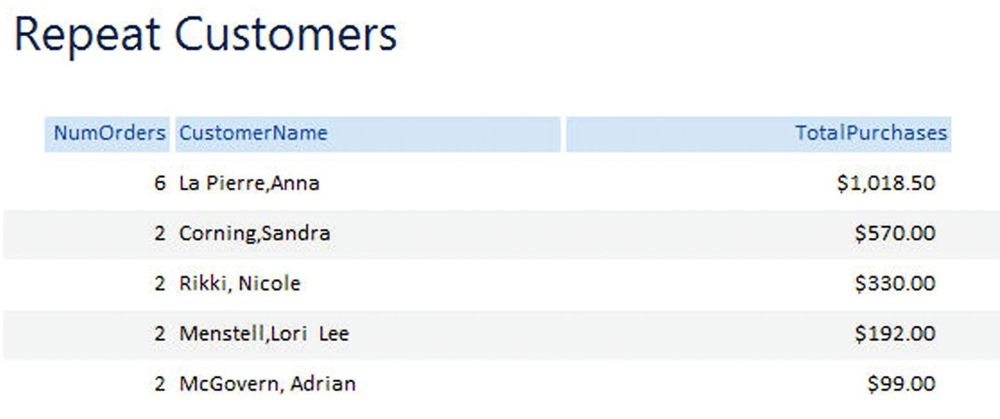 Repeat Customers
NumOrders CustomerName TotalPurchases
6 La Pierre,Anna $1,018.50
2 Corning,Sandra $570.00
2 Rikki, Nicole $330.00
2 Menstell,Lori  Lee $192.00
2 McGovern, Adrian $99.00